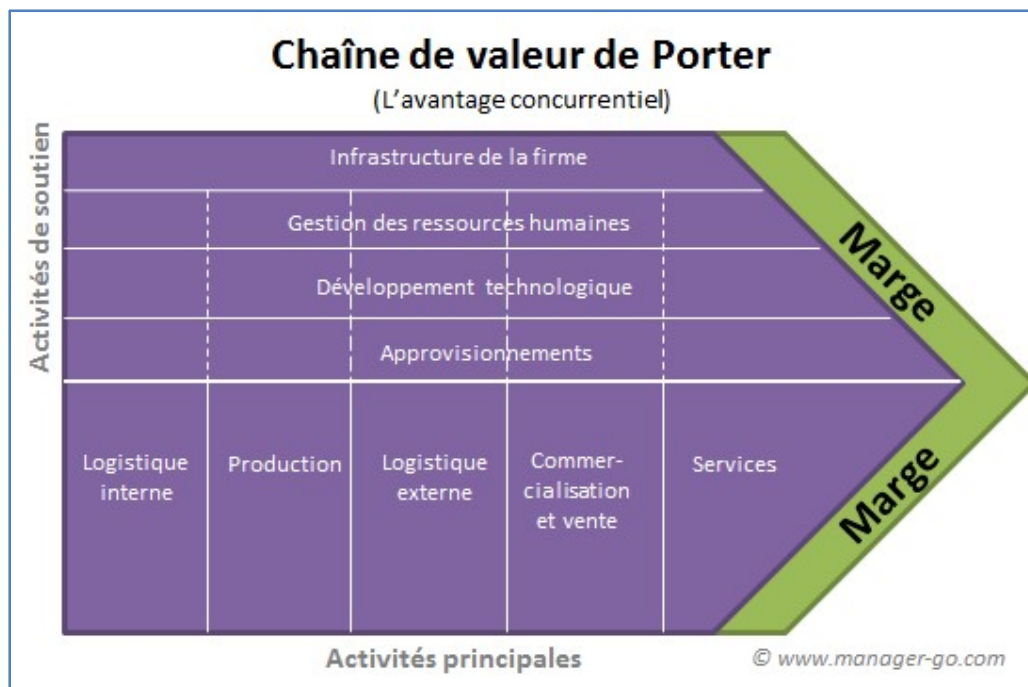 Chaîne de valeur de Porter
(L'avantage concurrentiel)
Activités de soutien
Infrastructure de la firme
Gestion des ressources humaines
Développement technologique
Approvisionnements
Marge
Logistique
interne
Production
Logistique
externe
Commer-
cialisation
et vente
Services
Marge
Activités principales
© www.manager-go.com